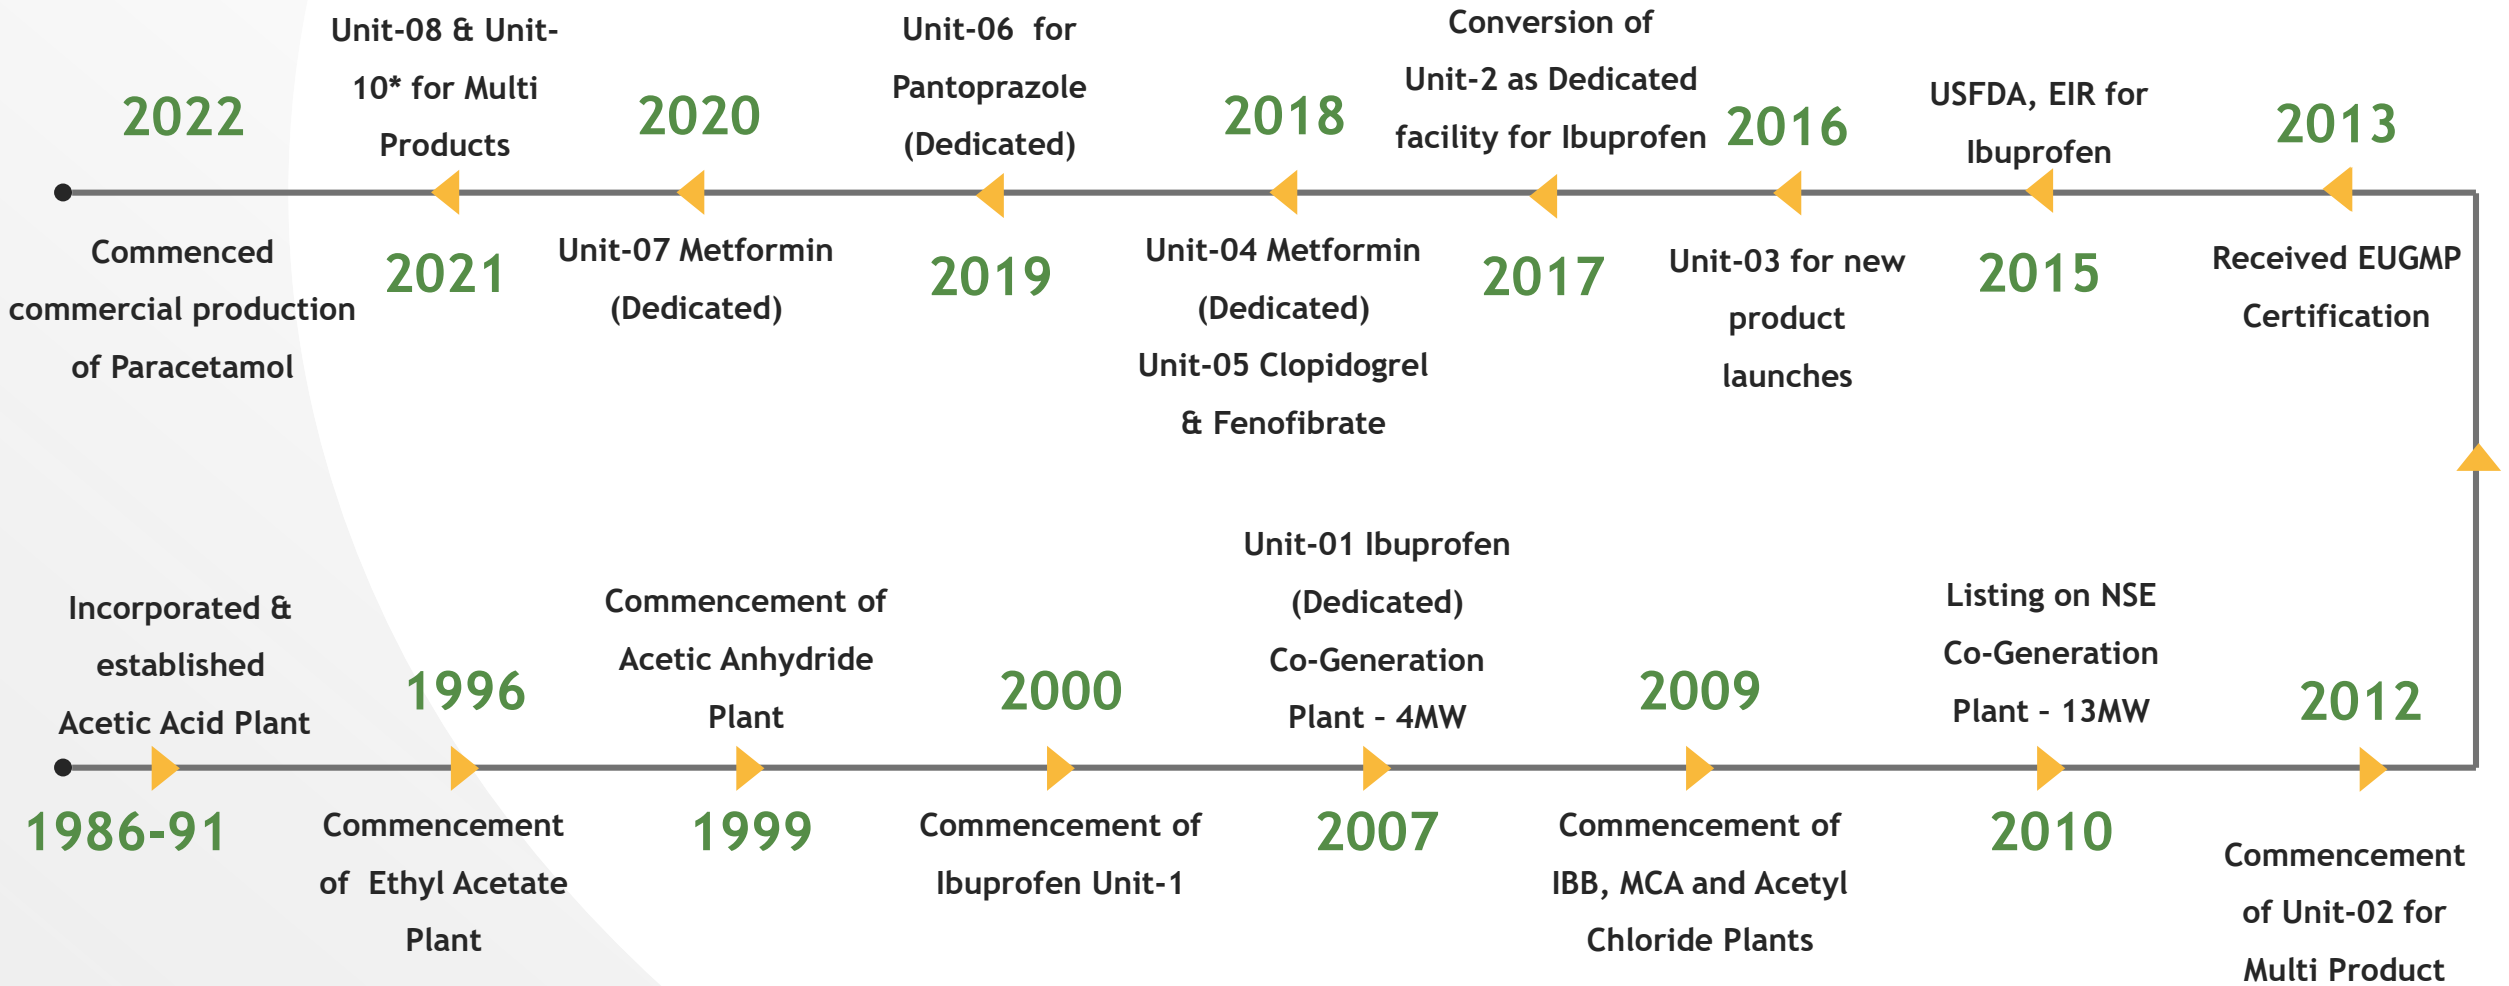 2022
Commenced
commercial production
of Paracetamol
Unit-08 & Unit-
10* for Multi
Products
2021
2020
Unit-07 Metformin
(Dedicated)
Unit-06 for
Pantoprazole
(Dedicated)
2019
2018
Unit-04 Metformin
(Dedicated)
Unit-05 Clopidogrel
& Fenofibrate
Conversion of
Unit-2 as Dedicated
facility for Ibuprofen
2017
2016
Unit-03 for new
product
launches
USFDA, EIR for
Ibuprofen
2015
2013
Received EUGMP
Certification
Incorporated &
established
Acetic Acid Plant
1986-91
1996
Commencement
of Ethyl Acetate
Plant
Commencement of
Acetic Anhydride
Plant
1999
2000
Commencement of
Ibuprofen Unit-1
Unit-01 Ibuprofen
(Dedicated)
Co-Generation
Plant – 4MW
2007
2009
Commencement of
IBB, MCA and Acetyl
Chloride Plants
Listing on NSE
Co-Generation
Plant – 13MW
2010
2012
Commencement
of Unit-02 for
Multi Product